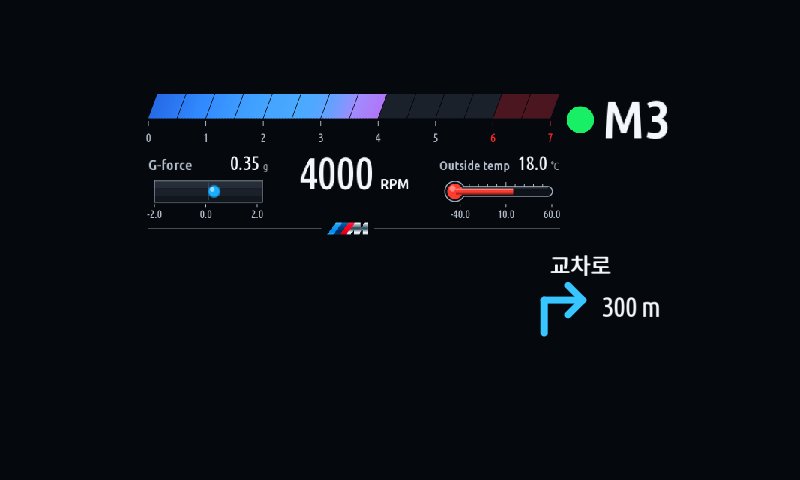 M3
0 1 2 3 4 5 6 7
G-force 0.35 g
4000 RPM
Outside temp 18.0 °C
-2.0 0.0 2.0
-40.0 10.0 60.0
M
교차로
300 m